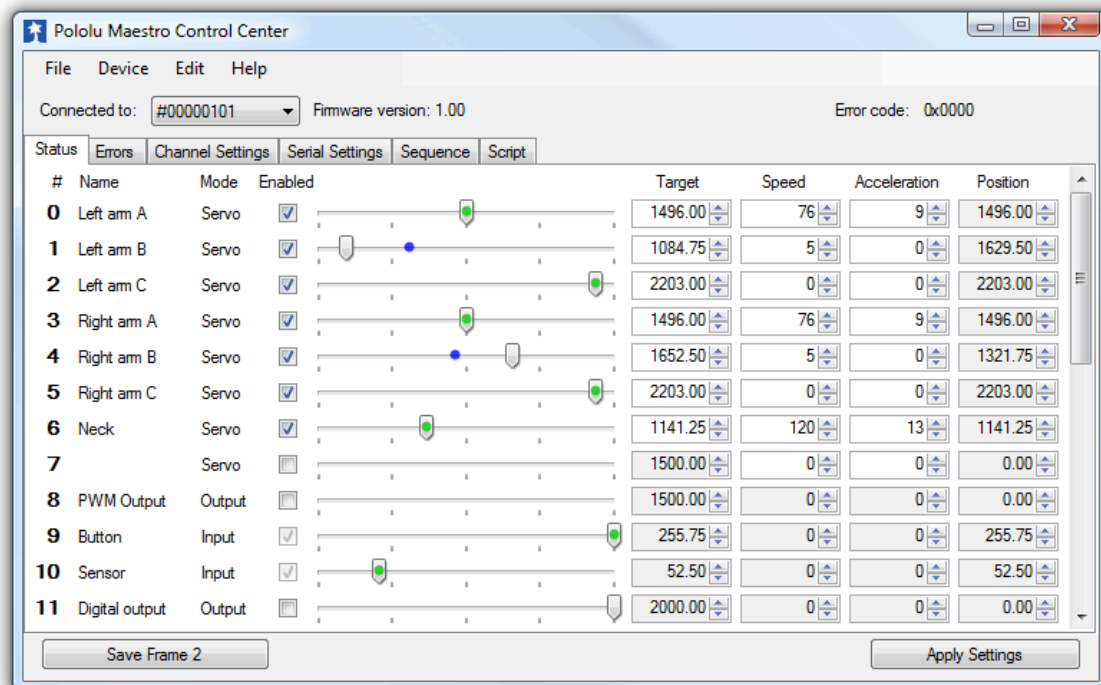 Pololu Maestro Control Center
File Device Edit Help
Connected to: #00000101 Firmware version: 1.00 Error code: 0x0000
Status Errors Channel Settings Serial Settings Sequence Script
# Name Mode Enabled Target Speed Acceleration Position
0 Left arm A Servo 1496.00 76 9 1496.00
1 Left arm B Servo 1084.75 5 0 1629.50
2 Left arm C Servo 2203.00 0 0 2203.00
3 Right arm A Servo 1496.00 76 9 1496.00
4 Right arm B Servo 1652.50 5 0 1321.75
5 Right arm C Servo 2203.00 0 0 2203.00
6 Neck Servo 1141.25 120 13 1141.25
7 Servo 1500.00 0 0 0.00
8 PWM Output Output 1500.00 0 0 0.00
9 Button Input 255.75 0 0 255.75
10 Sensor Input 52.50 0 0 52.50
11 Digital output Output 2000.00 0 0 0.00
Save Frame 2 Apply Settings